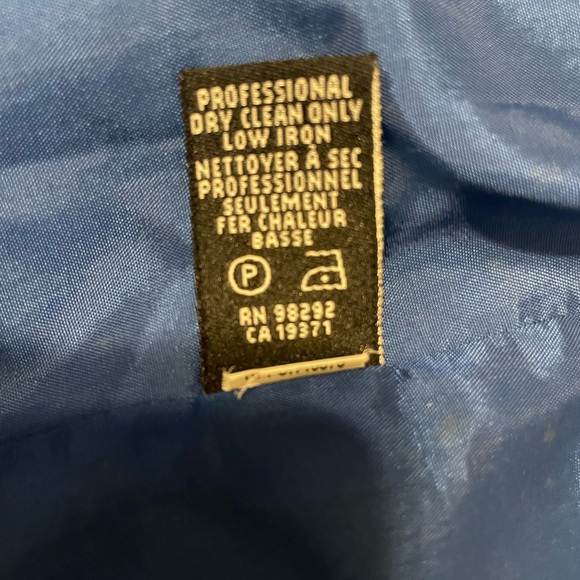 PROFESSIONAL
DRY CLEAN ONLY
LOW IRON
NETTOYER À SEC
PROFESSIONNEL
SEULEMENT
FER CHALEUR
BASSE
P
RN 98292
CA 19371